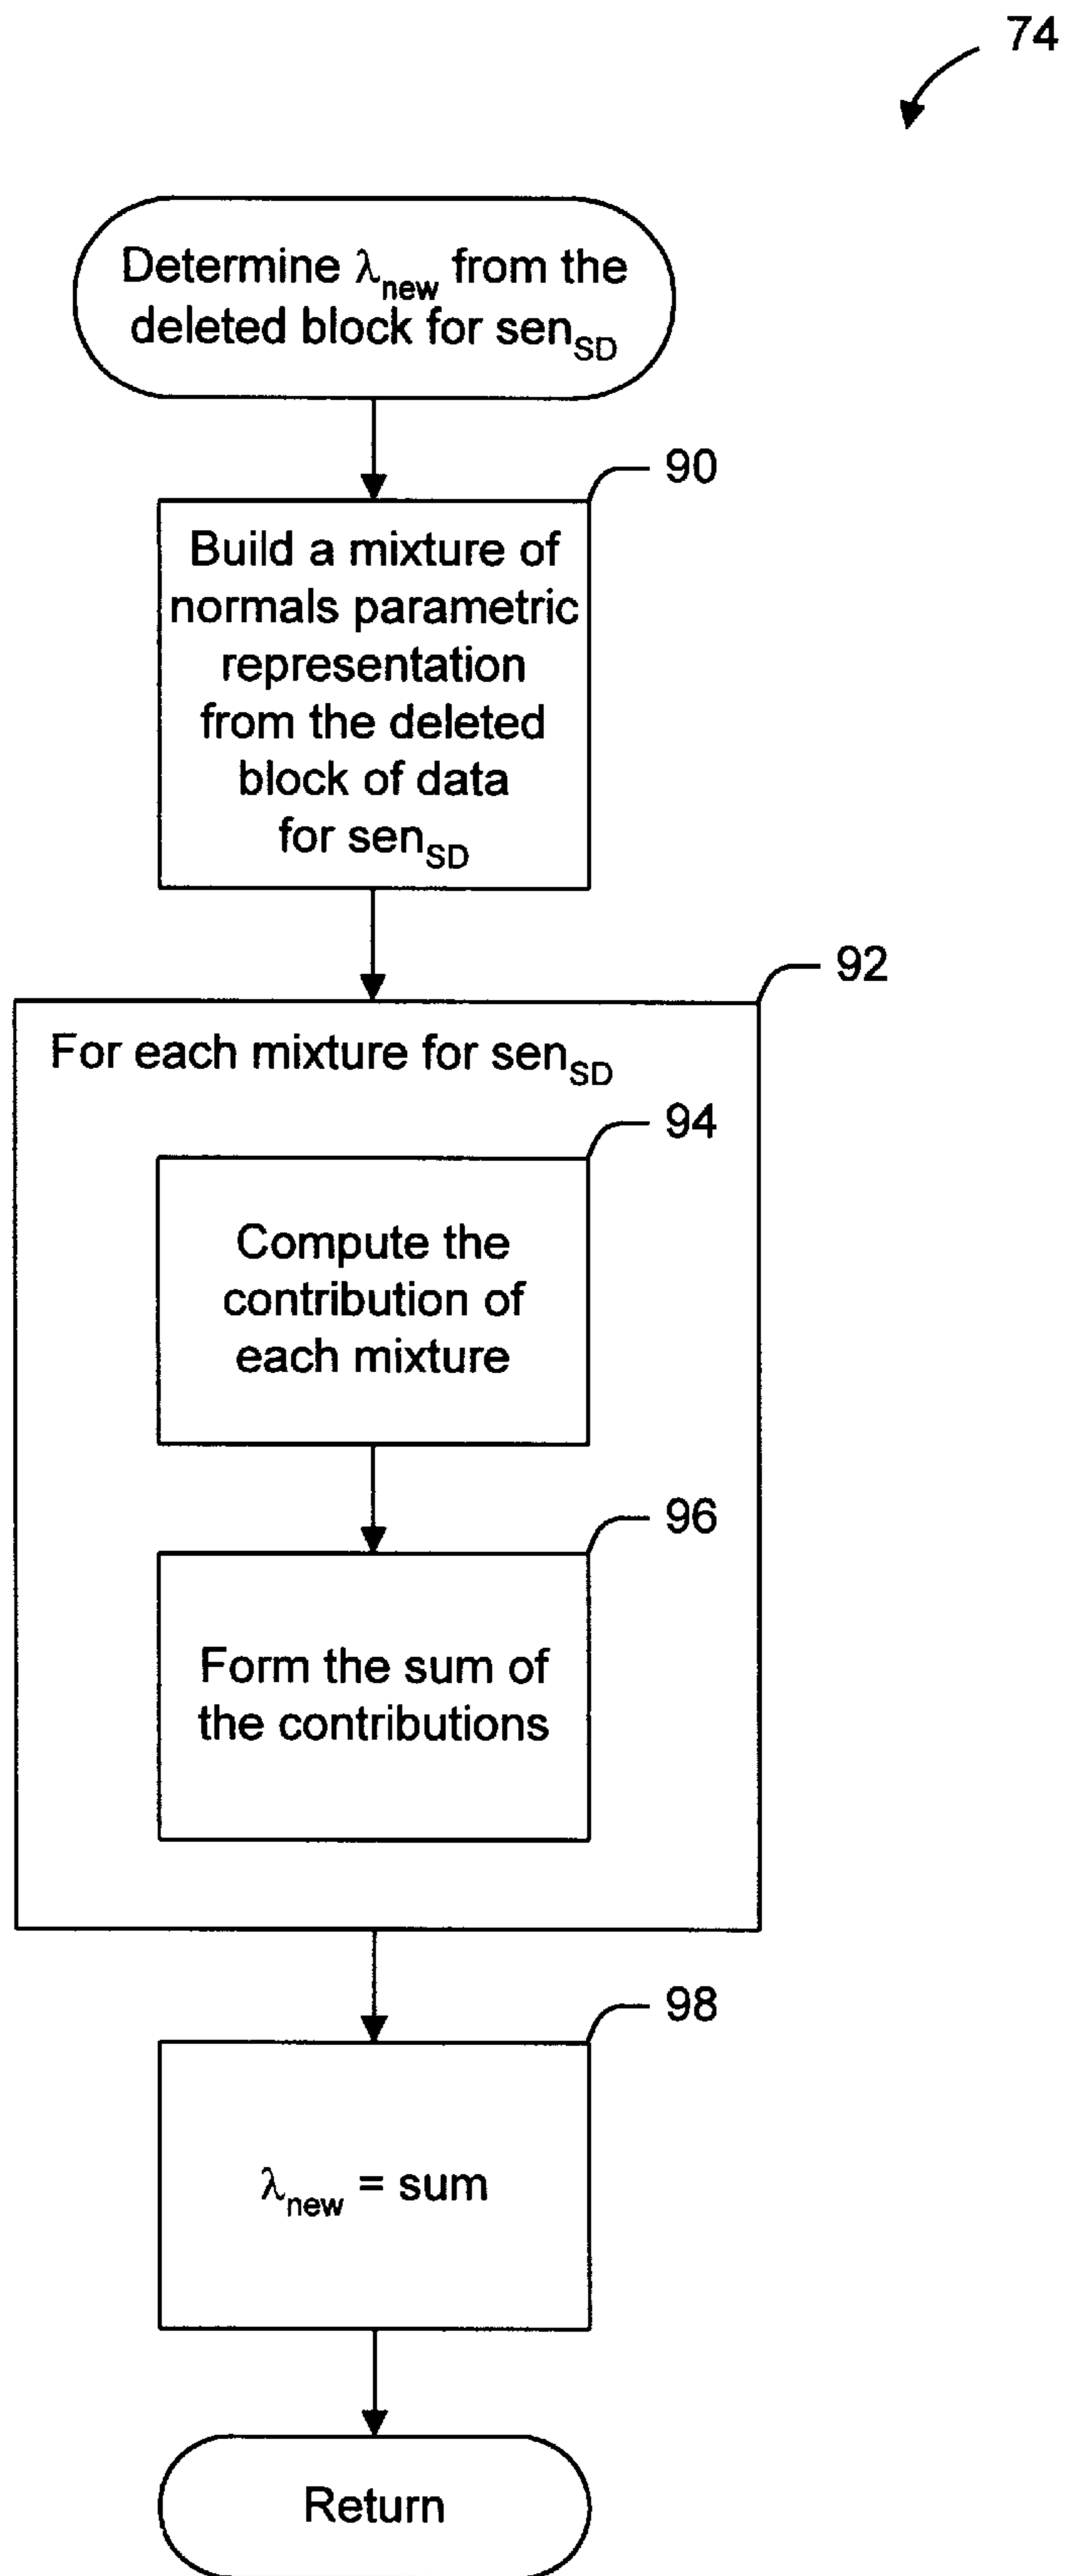 74
Determine λnew from the
deleted block for senSD
90
Build a mixture of
normals parametric
representation
from the deleted
block of data
for senSD
92
For each mixture for senSD
94
Compute the
contribution of
each mixture
96
Form the sum of
the contributions
98
λnew = sum
Return